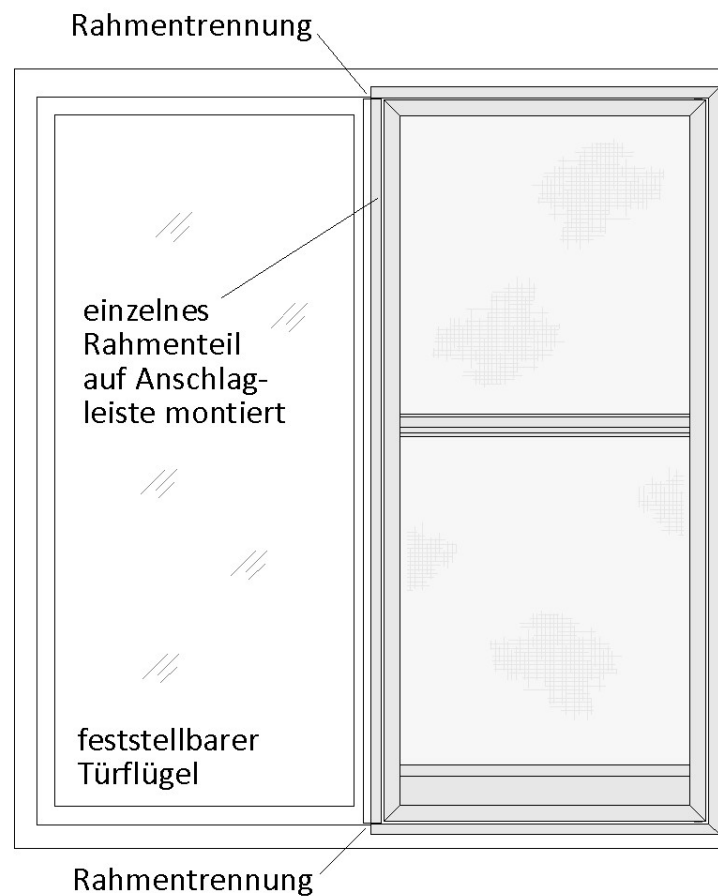 Rahmentrennung
einzelnes
Rahmenteil
auf Anschlag-
leiste montiert
feststellbarer
Türflügel
Rahmentrennung